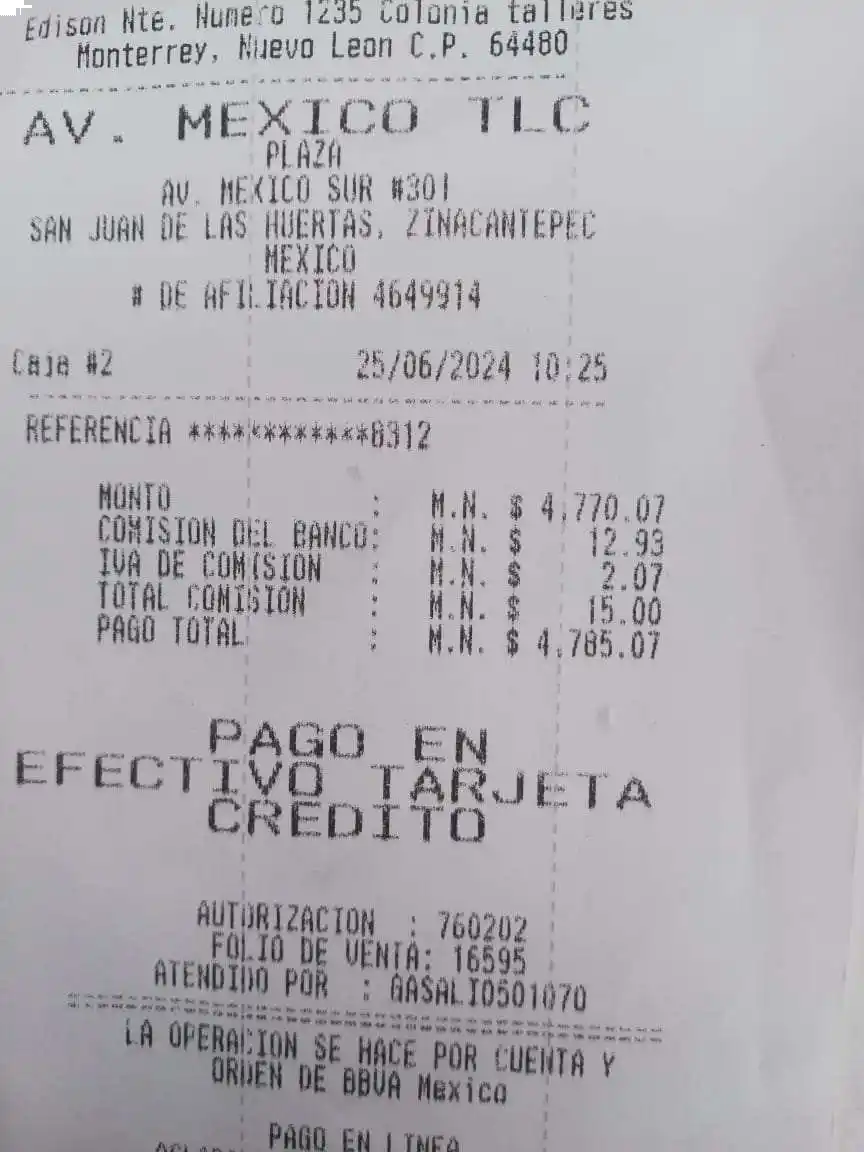 Edison Nte. Numero 1235 Colonia talleres
Monterrey, Nuevo Leon C.P. 64480
AV. MEXICO TLC
PLAZA
AV. MEXICO SUR #301
SAN JUAN DE LAS HUERTAS, ZINACANTEPEC
MEXICO
# DE AFILIACION 4649914
Caja #2 25/06/2024 10:25
REFERENCIA ************8312
MONTO : M.N. $ 4,770.07
COMISION DEL BANCO: M.N. $ 12.93
IVA DE COMISION : M.N. $ 2.07
TOTAL COMISION : M.N. $ 15.00
PAGO TOTAL : M.N. $ 4,785.07
PAGO EN
EFECTIVO TARJETA
CREDITO
AUTORIZACION : 760202
FOLIO DE VENTA: 16595
ATENDIDO POR : GASALIO501070
LA OPERACION SE HACE POR CUENTA Y
ORDEN DE BBVA Mexico
PAGO EN LINEA